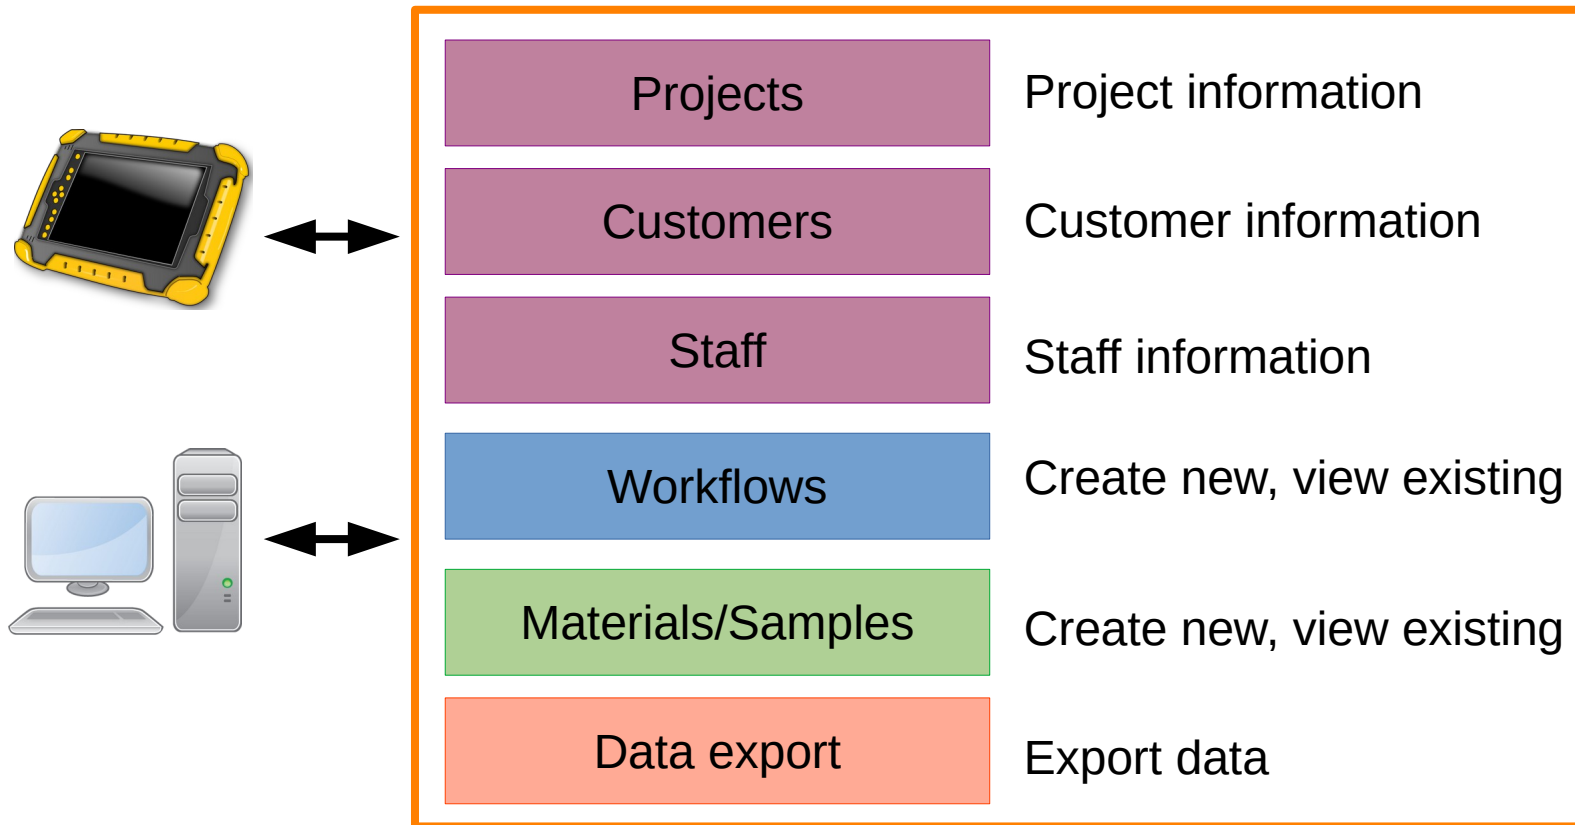 Projects
Project information
Customers
Customer information
Staff
Staff information
Workflows
Create new, view existing
Materials/Samples
Create new, view existing
Data export
Export data